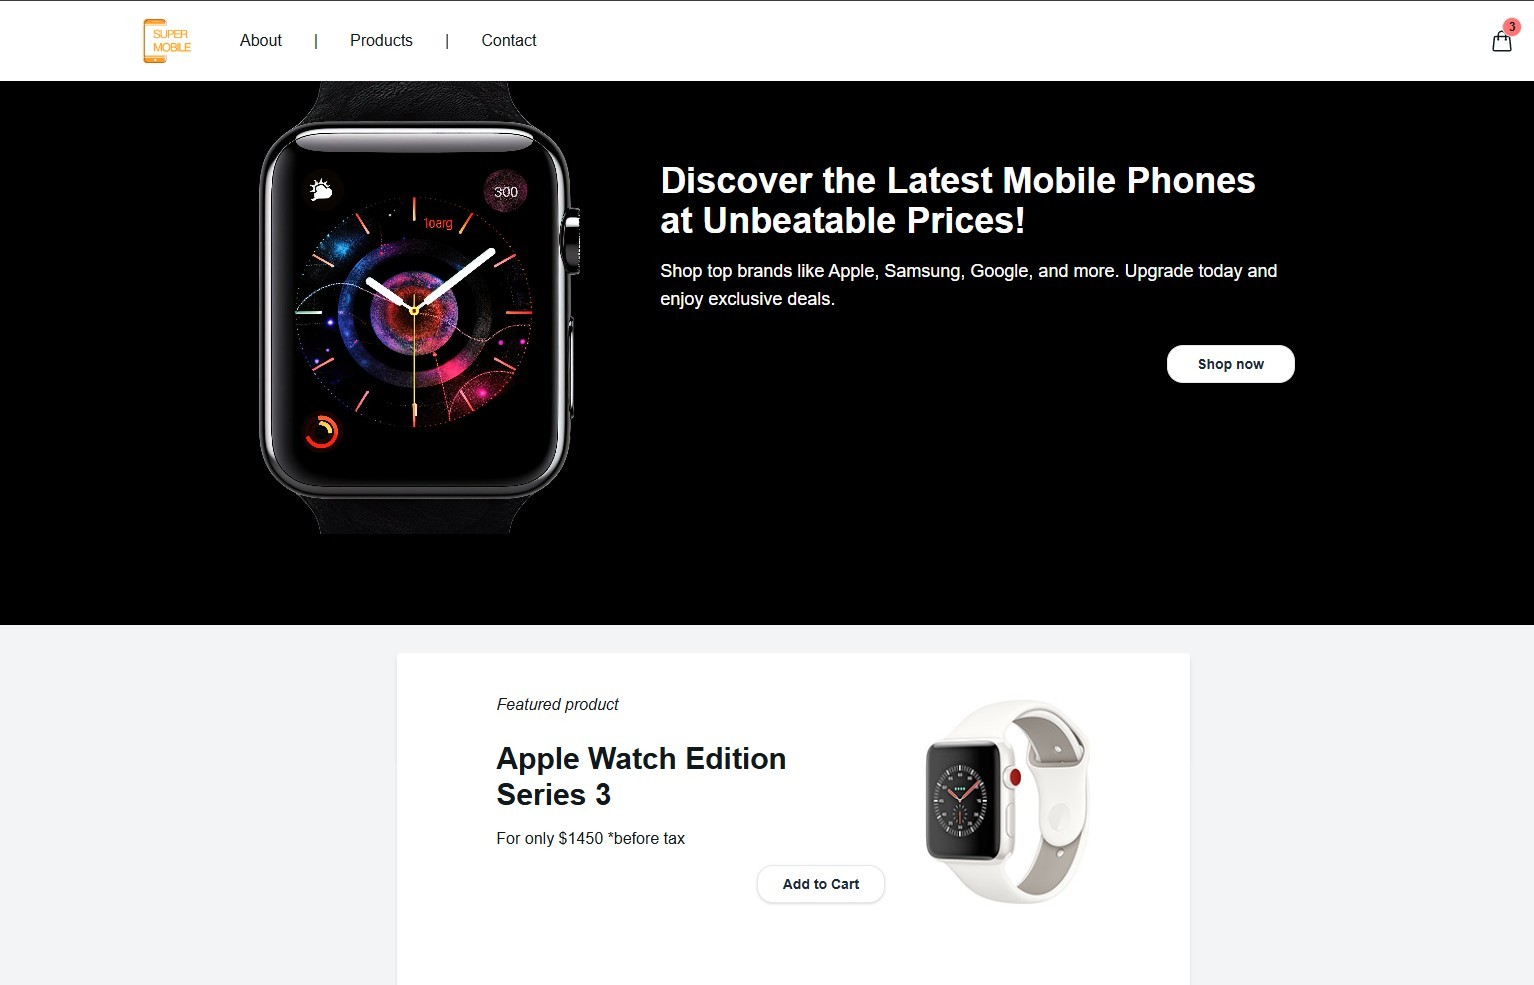 SUPER
MOBILE
About | Products | Contact
3
300
1oarg
Discover the Latest Mobile Phones
at Unbeatable Prices!
Shop top brands like Apple, Samsung, Google, and more. Upgrade today and
enjoy exclusive deals.
Shop now
Featured product
Apple Watch Edition
Series 3
For only $1450 *before tax
Add to Cart